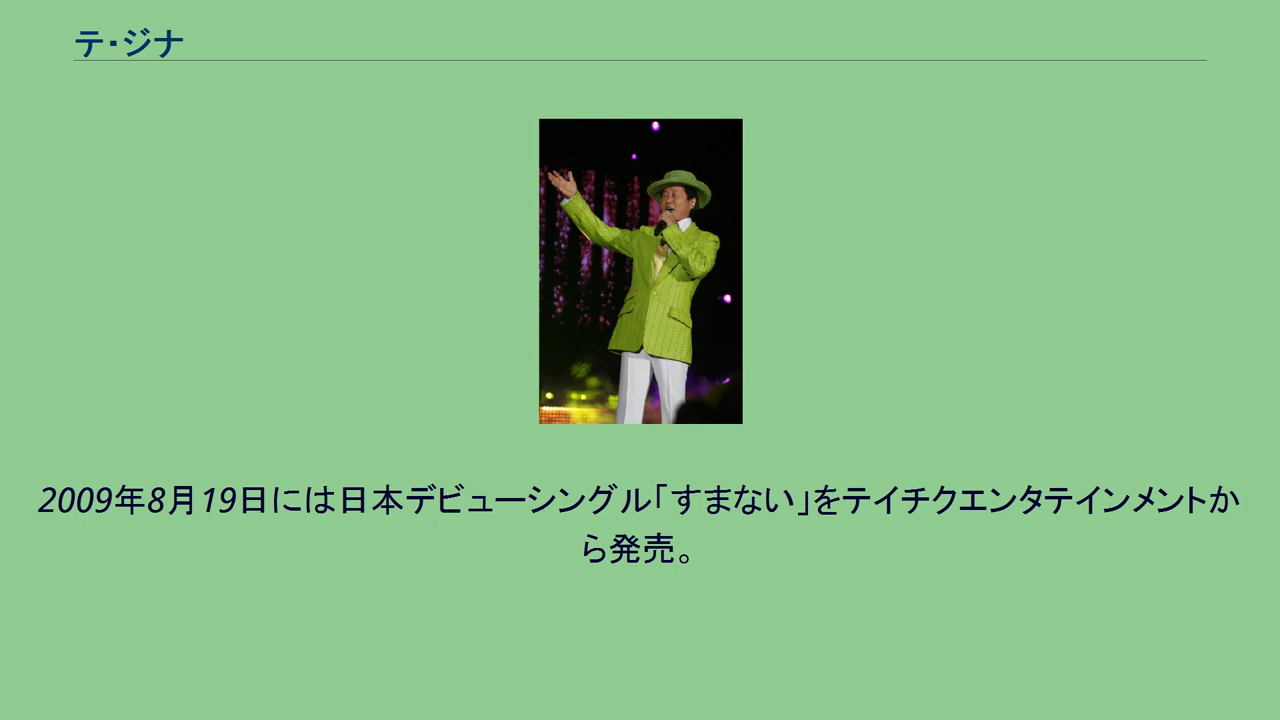 テ・ジナ
2009年8月19日には日本デビューシングル「すまない」をテイチクエンタテインメントか
ら発売。